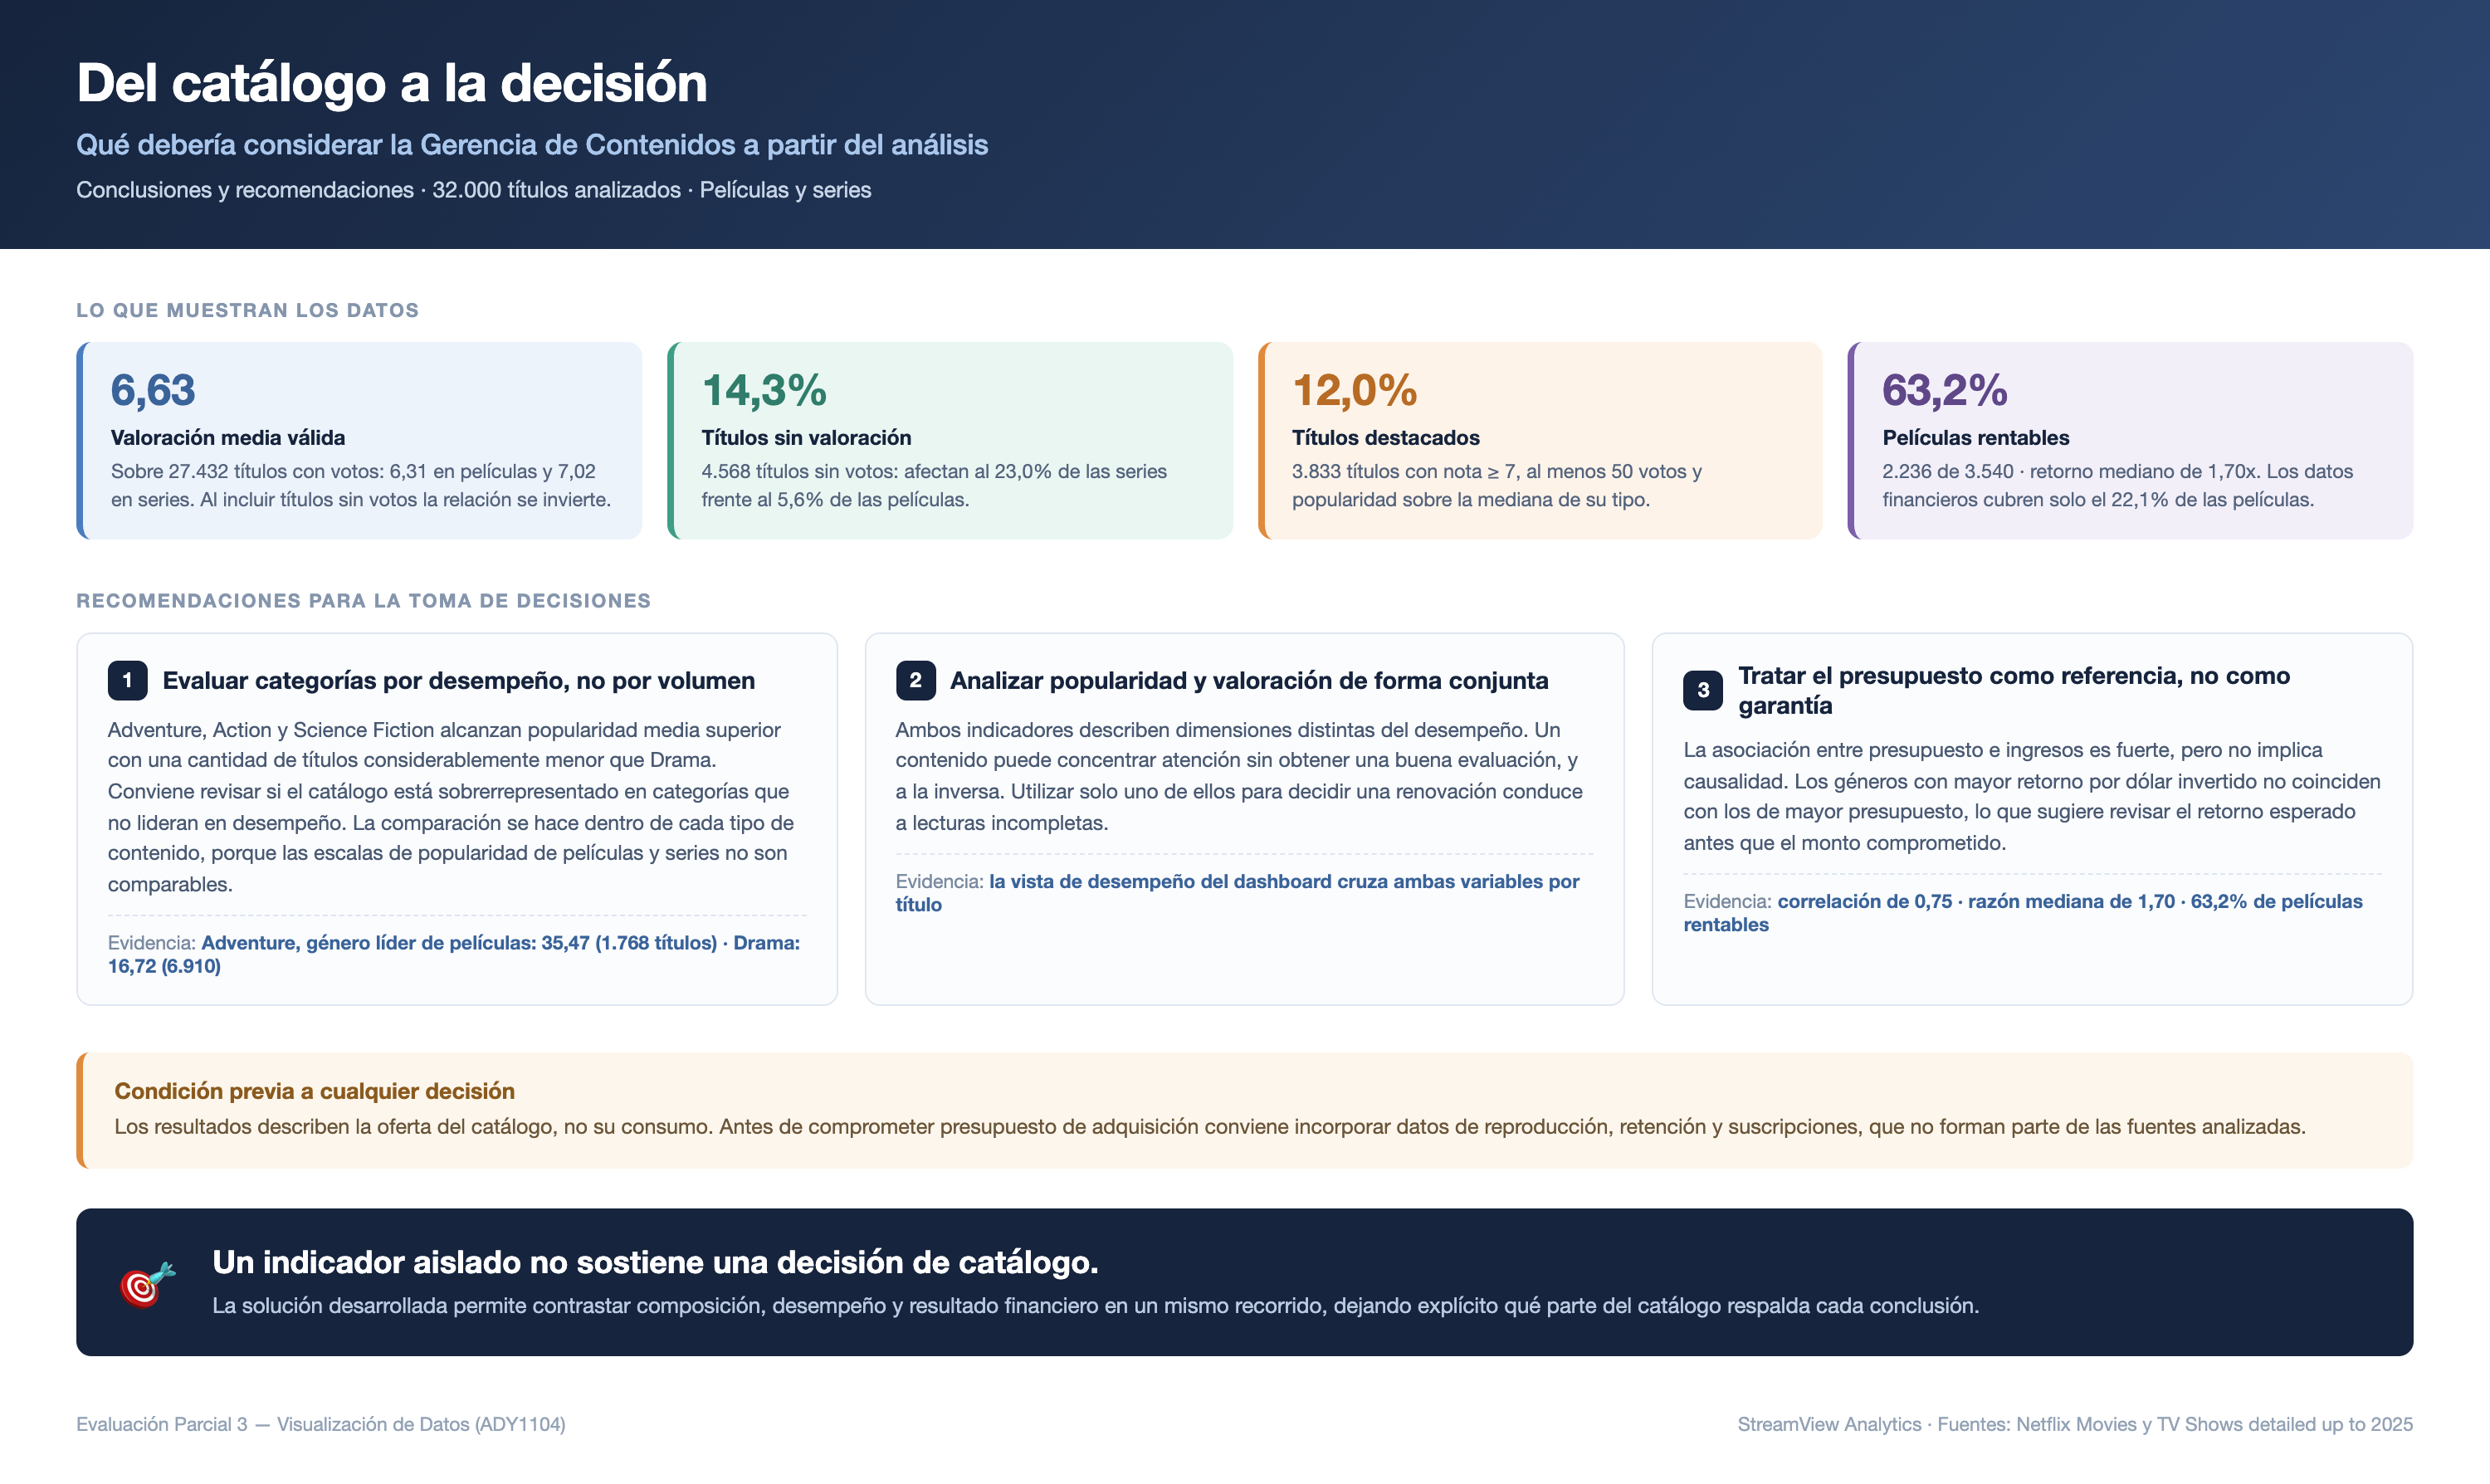 Del catálogo a la decisión
Qué debería considerar la Gerencia de Contenidos a partir del análisis
Conclusiones y recomendaciones · 32.000 títulos analizados · Películas y series
LO QUE MUESTRAN LOS DATOS
6,63
Valoración media válida
Sobre 27.432 títulos con votos: 6,31 en películas y 7,02
en series. Al incluir títulos sin votos la relación se invierte.
14,3%
Títulos sin valoración
4.568 títulos sin votos: afectan al 23,0% de las series
frente al 5,6% de las películas.
12,0%
Títulos destacados
3.833 títulos con nota ≥ 7, al menos 50 votos y
popularidad sobre la mediana de su tipo.
63,2%
Películas rentables
2.236 de 3.540 · retorno mediano de 1,70x. Los datos
financieros cubren solo el 22,1% de las películas.
RECOMENDACIONES PARA LA TOMA DE DECISIONES
1 Evaluar categorías por desempeño, no por volumen
Adventure, Action y Science Fiction alcanzan popularidad media superior
con una cantidad de títulos considerablemente menor que Drama.
Conviene revisar si el catálogo está sobrerrepresentado en categorías que
no lideran en desempeño. La comparación se hace dentro de cada tipo de
contenido, porque las escalas de popularidad de películas y series no son
comparables.
Evidencia: Adventure, género líder de películas: 35,47 (1.768 títulos) · Drama:
16,72 (6.910)
2 Analizar popularidad y valoración de forma conjunta
Ambos indicadores describen dimensiones distintas del desempeño. Un
contenido puede concentrar atención sin obtener una buena evaluación, y
a la inversa. Utilizar solo uno de ellos para decidir una renovación conduce
a lecturas incompletas.
Evidencia: la vista de desempeño del dashboard cruza ambas variables por
título
3 Tratar el presupuesto como referencia, no como
garantía
La asociación entre presupuesto e ingresos es fuerte, pero no implica
causalidad. Los géneros con mayor retorno por dólar invertido no coinciden
con los de mayor presupuesto, lo que sugiere revisar el retorno esperado
antes que el monto comprometido.
Evidencia: correlación de 0,75 · razón mediana de 1,70 · 63,2% de películas
rentables
Condición previa a cualquier decisión
Los resultados describen la oferta del catálogo, no su consumo. Antes de comprometer presupuesto de adquisición conviene incorporar datos de reproducción, retención y suscripciones, que no forman parte de las fuentes analizadas.
Un indicador aislado no sostiene una decisión de catálogo.
La solución desarrollada permite contrastar composición, desempeño y resultado financiero en un mismo recorrido, dejando explícito qué parte del catálogo respalda cada conclusión.
Evaluación Parcial 3 — Visualización de Datos (ADY1104)
StreamView Analytics · Fuentes: Netflix Movies y TV Shows detailed up to 2025